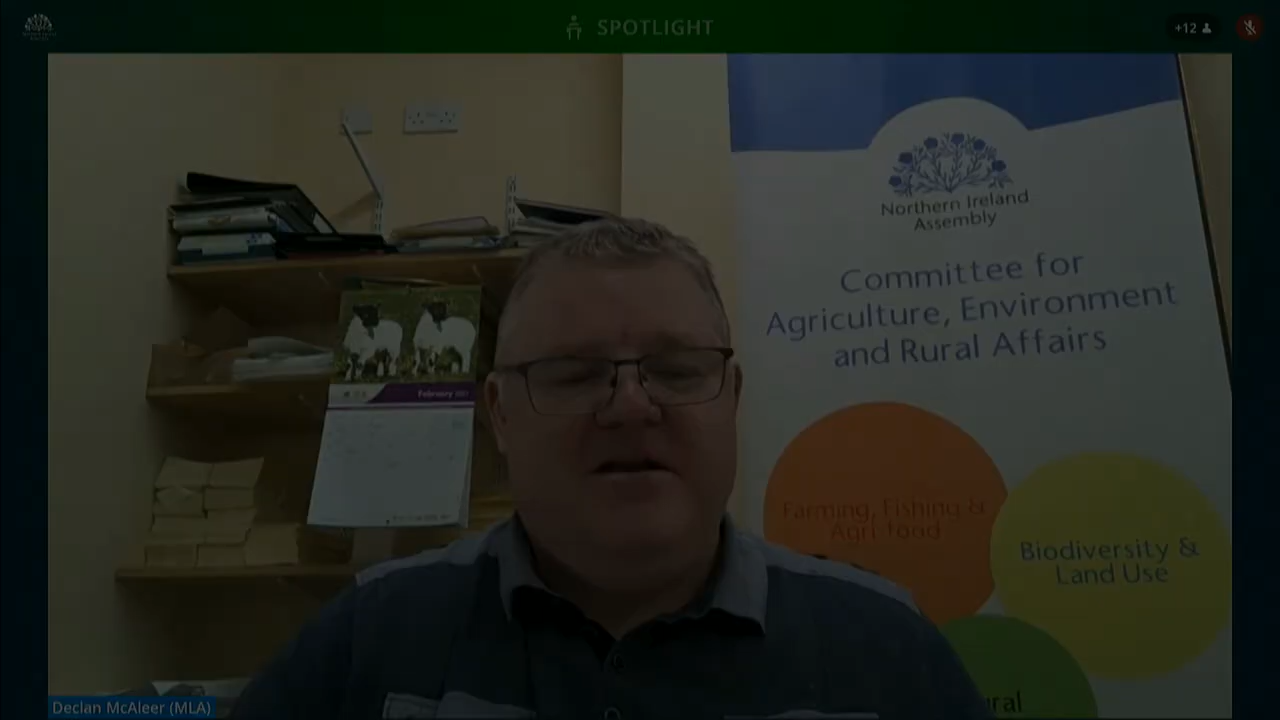 SPOTLIGHT
+12
Northern Ireland
Assembly
Committee for
Agriculture, Environment
and Rural Affairs
February
Farming, Fishing &
Agri food
Biodiversity &
Land Use
ral
Declan McAleer (MLA)